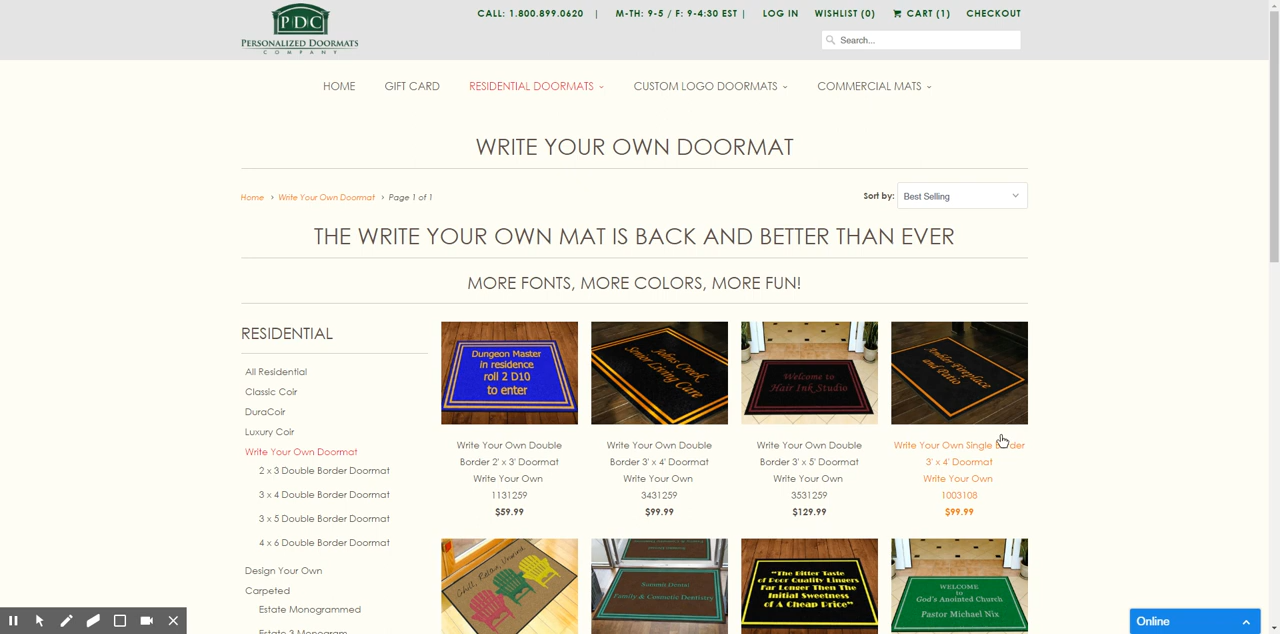 PDC
PERSONALIZED DOORMATS
COMPANY
CALL: 1.800.899.0620 | M-TH: 9-5 / F: 9-4:30 EST | LOG IN WISHLIST (0) CART (1) CHECKOUT
Search...
HOME GIFT CARD RESIDENTIAL DOORMATS CUSTOM LOGO DOORMATS COMMERCIAL MATS
WRITE YOUR OWN DOORMAT
Home › Write Your Own Doormat › Page 1 of 1
Sort by: Best Selling
THE WRITE YOUR OWN MAT IS BACK AND BETTER THAN EVER
MORE FONTS, MORE COLORS, MORE FUN!
RESIDENTIAL
All Residential
Classic Coir
DuraCoir
Luxury Coir
Write Your Own Doormat
2 x 3 Double Border Doormat
3 x 4 Double Border Doormat
3 x 5 Double Border Doormat
4 x 6 Double Border Doormat
Design Your Own
Carpeted
Estate Monogrammed
Estate 3 Monogram
Dungeon Master
in residence
roll 2 D10
to enter
Write Your Own Double
Border 2' x 3' Doormat
Write Your Own
1131259
$59.99
Johns Creek
Senior Living Care
Write Your Own Double
Border 3' x 4' Doormat
Write Your Own
3431259
$99.99
Welcome to
Hair Ink Studio
Write Your Own Double
Border 3' x 5' Doormat
Write Your Own
3531259
$129.99
Fireplace
and Patio
Write Your Own Single Border
3' x 4' Doormat
Write Your Own
1003108
$99.99
Chill, Relax, Unwind
Dental
Family & Cosmetic Dentistry
"The Bitter Taste
of Poor Quality Lingers
Far Longer Then The
Initial Sweetness
of A Cheap Price"
WELCOME
to
God's Anointed Church
Pastor Michael Nix
Online